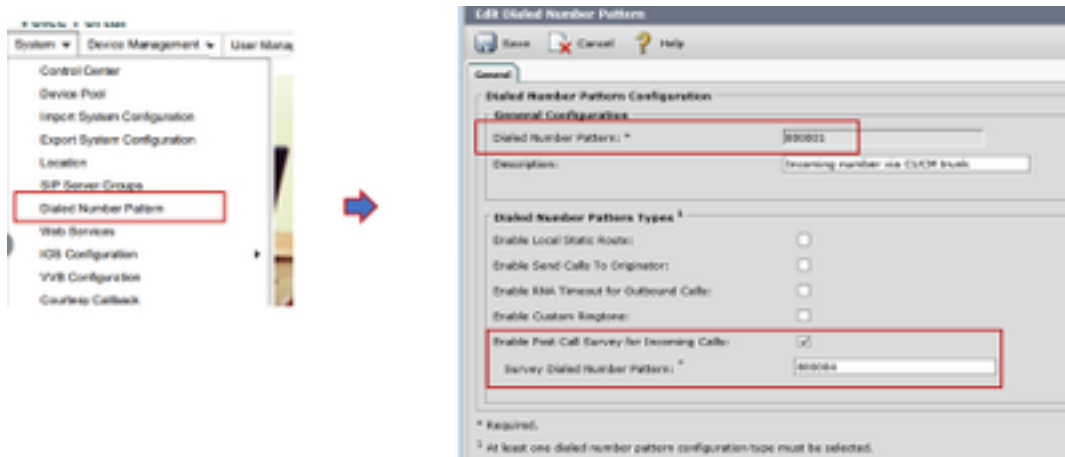 System Device Management User Manag
Control Center
Device Pool
Import System Configuration
Export System Configuration
Location
SIP Server Groups
Dialed Number Pattern
Web Services
IOS Configuration
VVB Configuration
Courtesy Callback
Edit Dialed Number Pattern
Save Cancel Help
General
Dialed Number Pattern Configuration
General Configuration
Dialed Number Pattern: * 800001
Description: Incoming number via CUCM trunk
Dialed Number Pattern Types 1
Enable Local Static Route:
Enable Send Calls To Originator:
Enable RNA Timeout for Outbound Calls:
Enable Custom Ringtone:
Enable Post Call Survey for Incoming Calls:
Survey Dialed Number Pattern: * 800004
* Required.
1 At least one dialed number pattern configuration type must be selected.